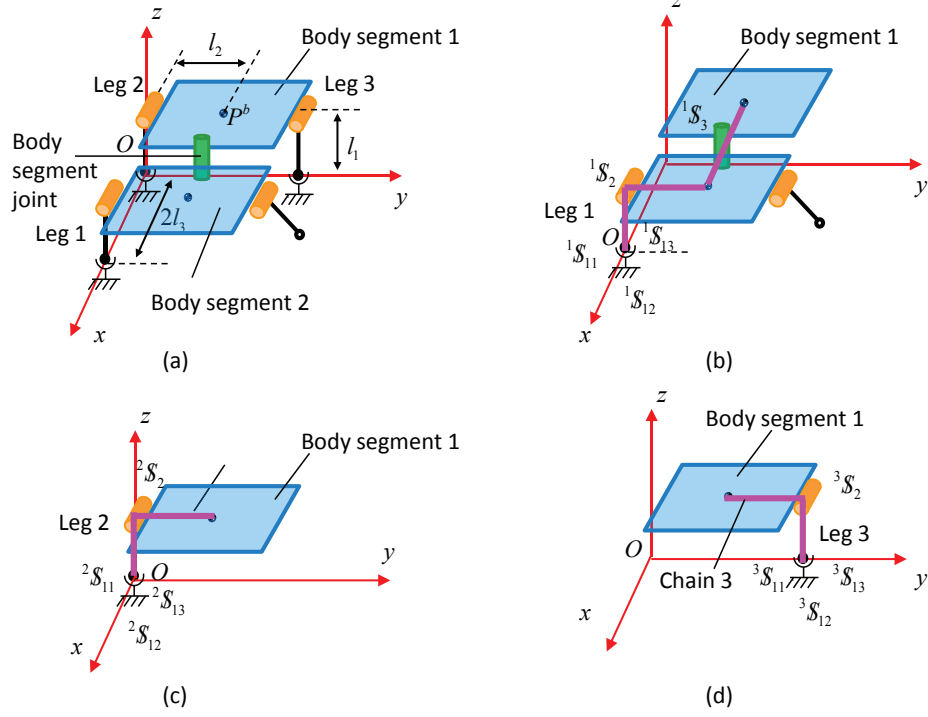 z
l₂
Body segment 1
Leg 2
Leg 3
Pᵇ
O
Body
segment
joint
l₁
y
Leg 1
2l₃
Body segment 2
x
(a)
z
Body segment 1
¹$₃
¹$₂
y
Leg 1
O
¹$₁₃
¹$₁₁
¹$₁₂
x
(b)
z
Body segment 1
²$₂
Leg 2
y
O
²$₁₁
²$₁₃
²$₁₂
x
(c)
z
Body segment 1
³$₂
Leg 3
O
³$₁₁
³$₁₃
y
Chain 3
³$₁₂
x
(d)